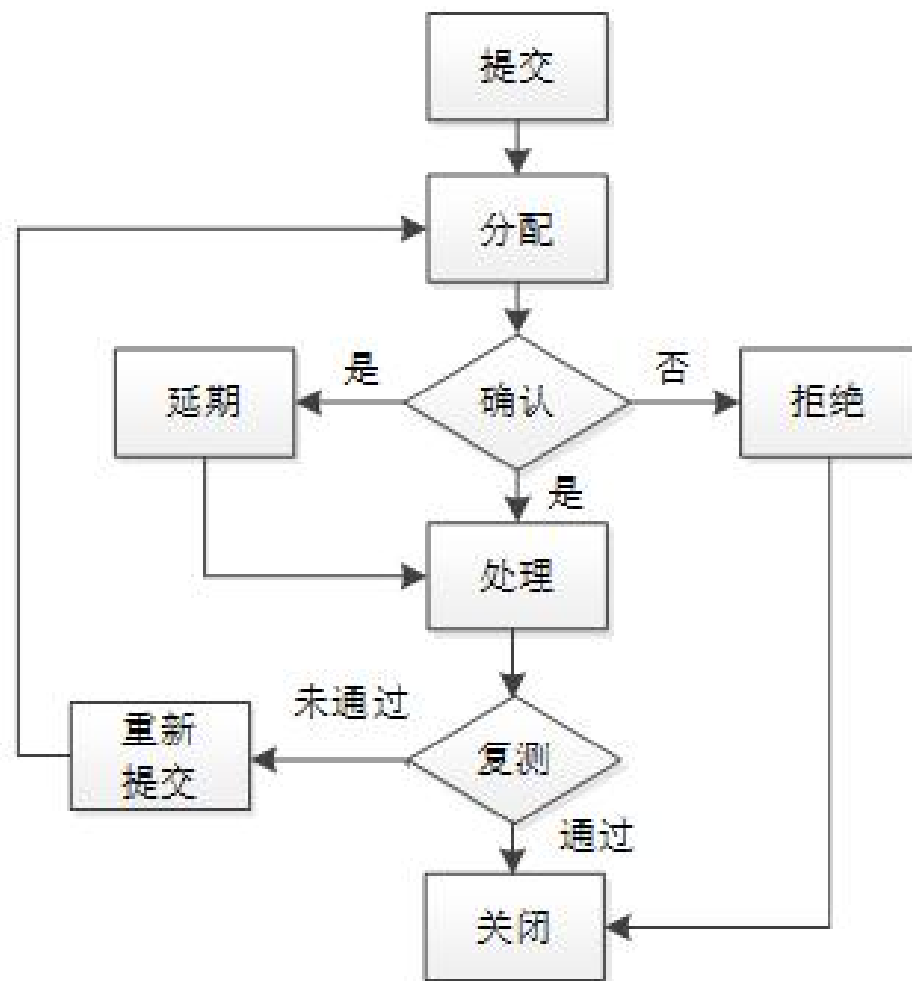 提交
分配
是
否
延期
确认
拒绝
是
处理
未通过
重新
提交
复测
通过
关闭